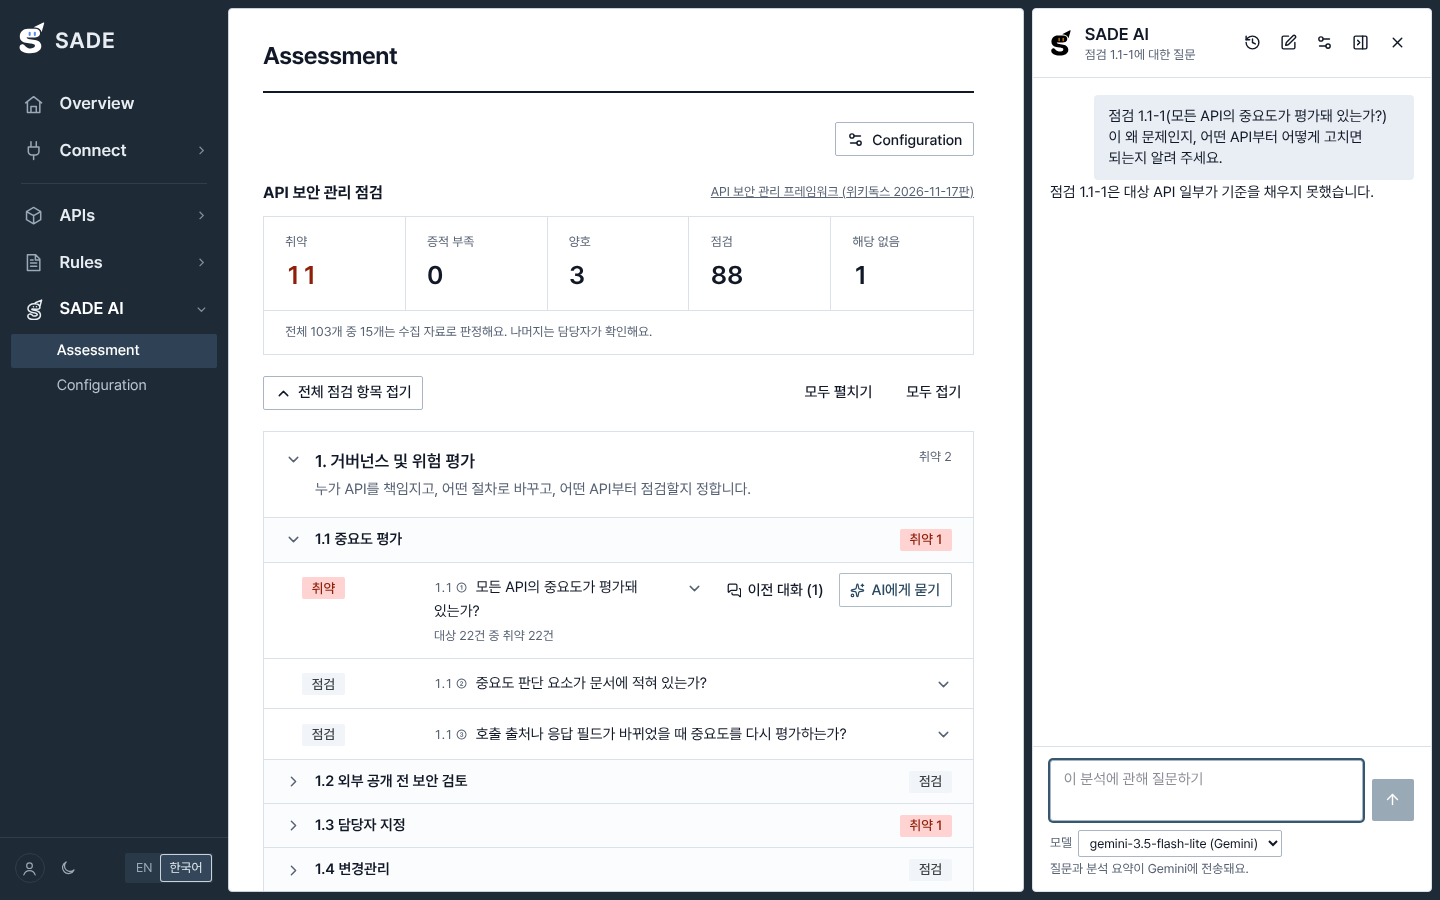 SADE
Overview
Connect
APIs
Rules
SADE AI
Assessment
Configuration
EN
한국어
Assessment
Configuration
API 보안 관리 점검
API 보안 관리 프레임워크 (위키독스 2026-11-17판)
취약
11
증적 부족
0
양호
3
점검
88
해당 없음
1
전체 103개 중 15개는 수집 자료로 판정해요. 나머지는 담당자가 확인해요.
전체 점검 항목 접기
모두 펼치기
모두 접기
1. 거버넌스 및 위험 평가
취약 2
누가 API를 책임지고, 어떤 절차로 바꾸고, 어떤 API부터 점검할지 정합니다.
1.1 중요도 평가
취약 1
취약
1.1 ① 모든 API의 중요도가 평가돼
있는가?
대상 22건 중 취약 22건
이전 대화 (1)
AI에게 묻기
점검
1.1 ② 중요도 판단 요소가 문서에 적혀 있는가?
점검
1.1 ③ 호출 출처나 응답 필드가 바뀌었을 때 중요도를 다시 평가하는가?
1.2 외부 공개 전 보안 검토
점검
1.3 담당자 지정
취약 1
1.4 변경관리
점검
SADE AI
점검 1.1-1에 대한 질문
점검 1.1-1(모든 API의 중요도가 평가돼 있는가?)
이 왜 문제인지, 어떤 API부터 어떻게 고치면
되는지 알려 주세요.
점검 1.1-1은 대상 API 일부가 기준을 채우지 못했습니다.
이 분석에 관해 질문하기
모델
gemini-3.5-flash-lite (Gemini)
질문과 분석 요약이 Gemini에 전송돼요.